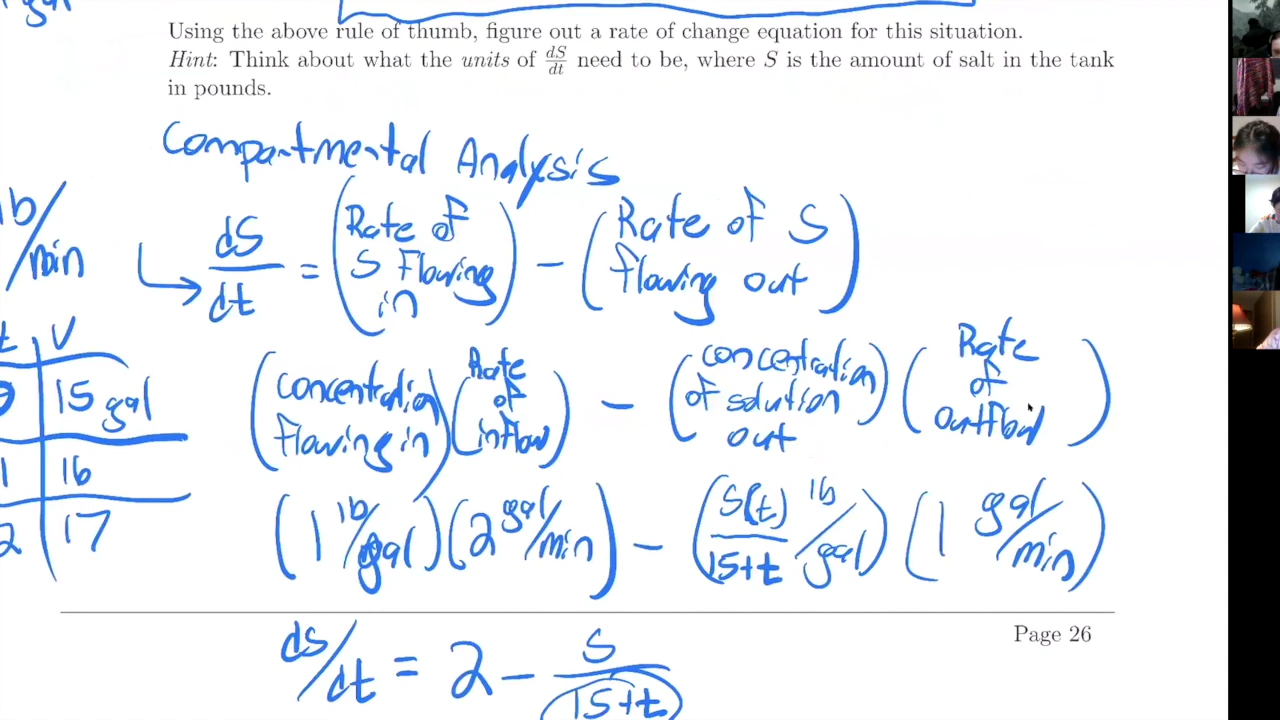 gal
Using the above rule of thumb, figure out a rate of change equation for this situation.
Hint: Think about what the units of dS/dt need to be, where S is the amount of salt in the tank
in pounds.
Compartmental Analysis
lb/min
dS/dt = (Rate of S Flowing in) − (Rate of S flowing out)
t | V
0 | 15 gal
1 | 16
2 | 17
(concentration flowing in)(Rate of inflow) − (concentration of solution out)(Rate of outflow)
(1 lb/gal)(2 gal/min) − (S(t)/15+t lb/gal)(1 gal/min)
Page 26
dS/dt = 2 − S/(15+t)